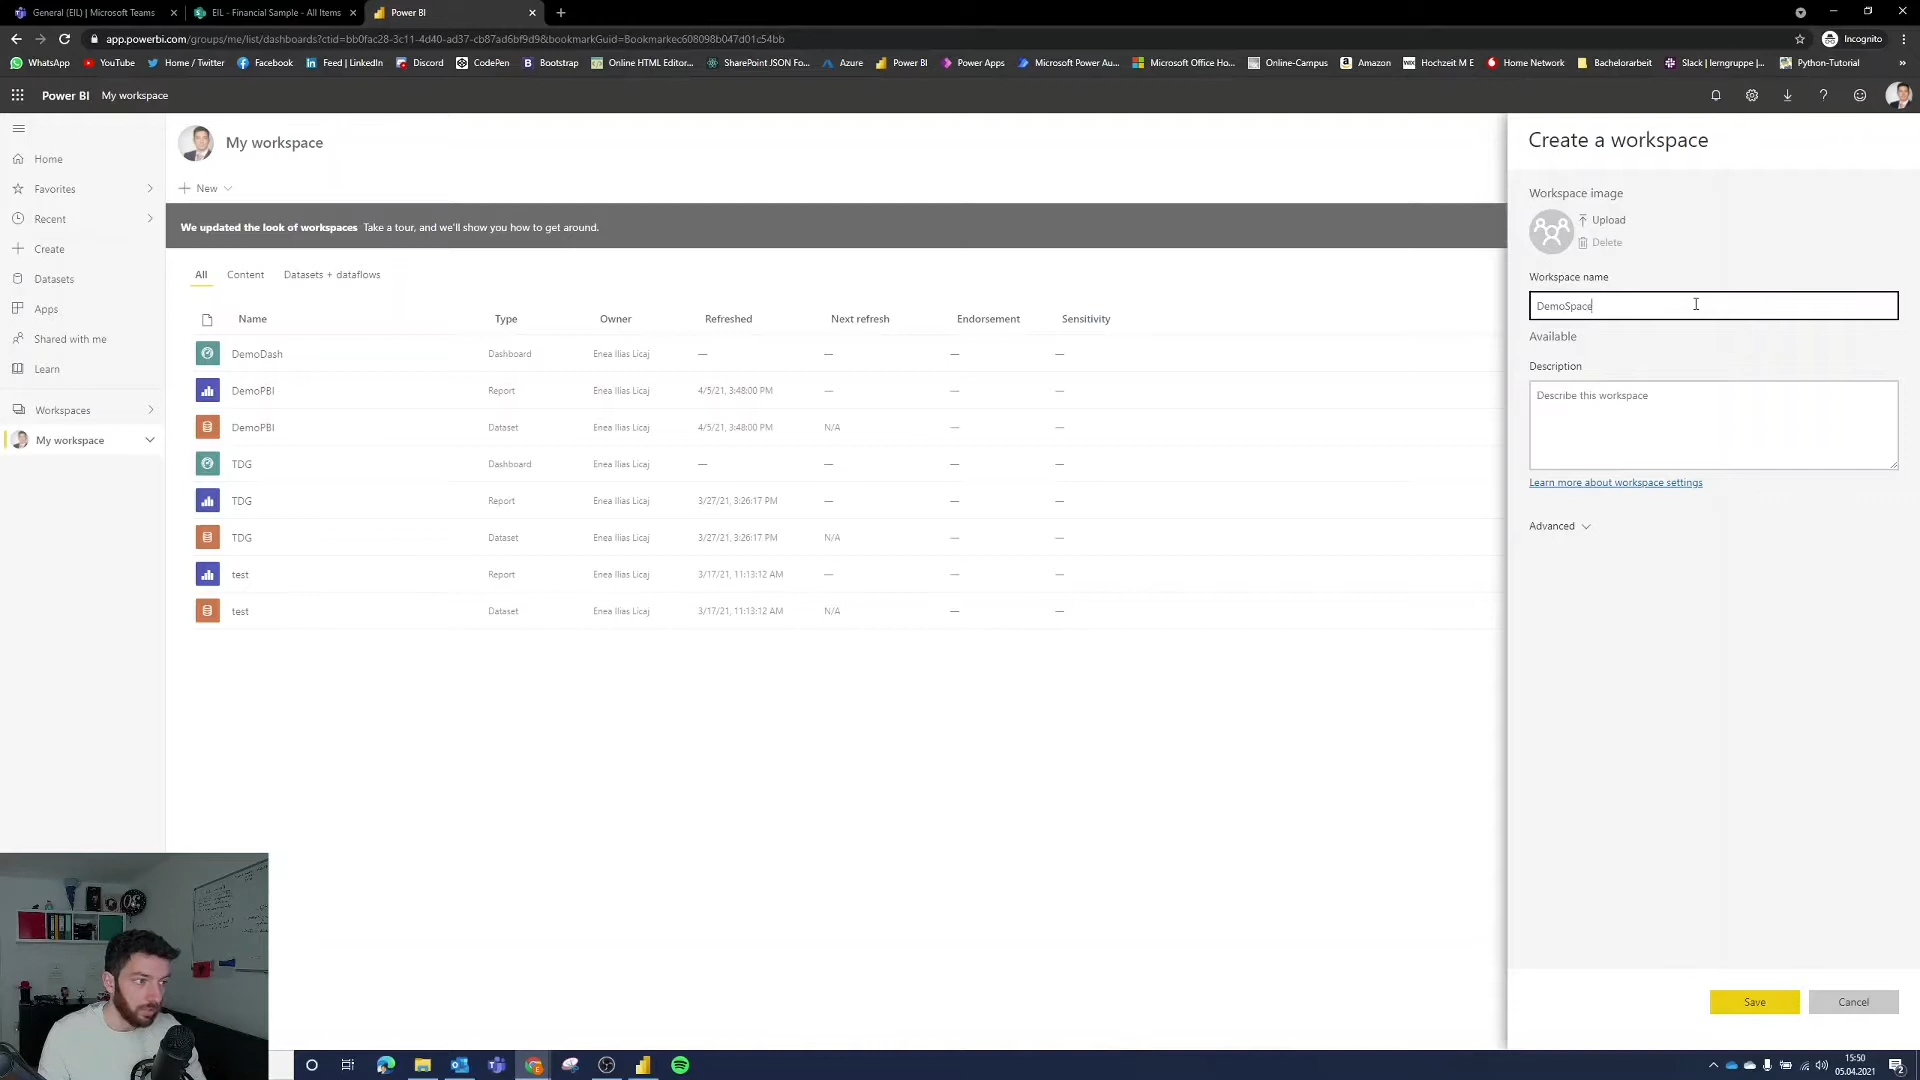 General (EIL) | Microsoft Teams
EIL - Financial Sample - All Items
Power BI
app.powerbi.com/groups/me/list/dashboards?ctid=bb0fac28-3c11-4d40-ad37-cb87ad6bf9d9&bookmarkGuid=Bookmarkec608098b047d01c54bb
Incognito
WhatsApp YouTube Home / Twitter Facebook Feed | LinkedIn Discord CodePen Bootstrap Online HTML Editor... SharePoint JSON Fo... Azure Power BI Power Apps Microsoft Power Au... Microsoft Office Ho... Online-Campus Amazon Hochzeit M E Home Network Bachelorarbeit Slack | lerngruppe |... Python-Tutorial
Power BI My workspace
Home
Favorites
Recent
Create
Datasets
Apps
Shared with me
Learn
Workspaces
My workspace
My workspace
New
We updated the look of workspaces Take a tour, and we'll show you how to get around.
All Content Datasets + dataflows
Name Type Owner Refreshed Next refresh Endorsement Sensitivity
DemoDash Dashboard Enea Ilias Licaj — — — —
DemoPBI Report Enea Ilias Licaj 4/5/21, 3:48:00 PM — — —
DemoPBI Dataset Enea Ilias Licaj 4/5/21, 3:48:00 PM N/A — —
TDG Dashboard Enea Ilias Licaj — — — —
TDG Report Enea Ilias Licaj 3/27/21, 3:26:17 PM — — —
TDG Dataset Enea Ilias Licaj 3/27/21, 3:26:17 PM N/A — —
test Report Enea Ilias Licaj 3/17/21, 11:13:12 AM — — —
test Dataset Enea Ilias Licaj 3/17/21, 11:13:12 AM N/A — —
Create a workspace
Workspace image
Upload
Delete
Workspace name
DemoSpace
Available
Description
Describe this workspace
Learn more about workspace settings
Advanced
Save Cancel
15:50
05.04.2021
2